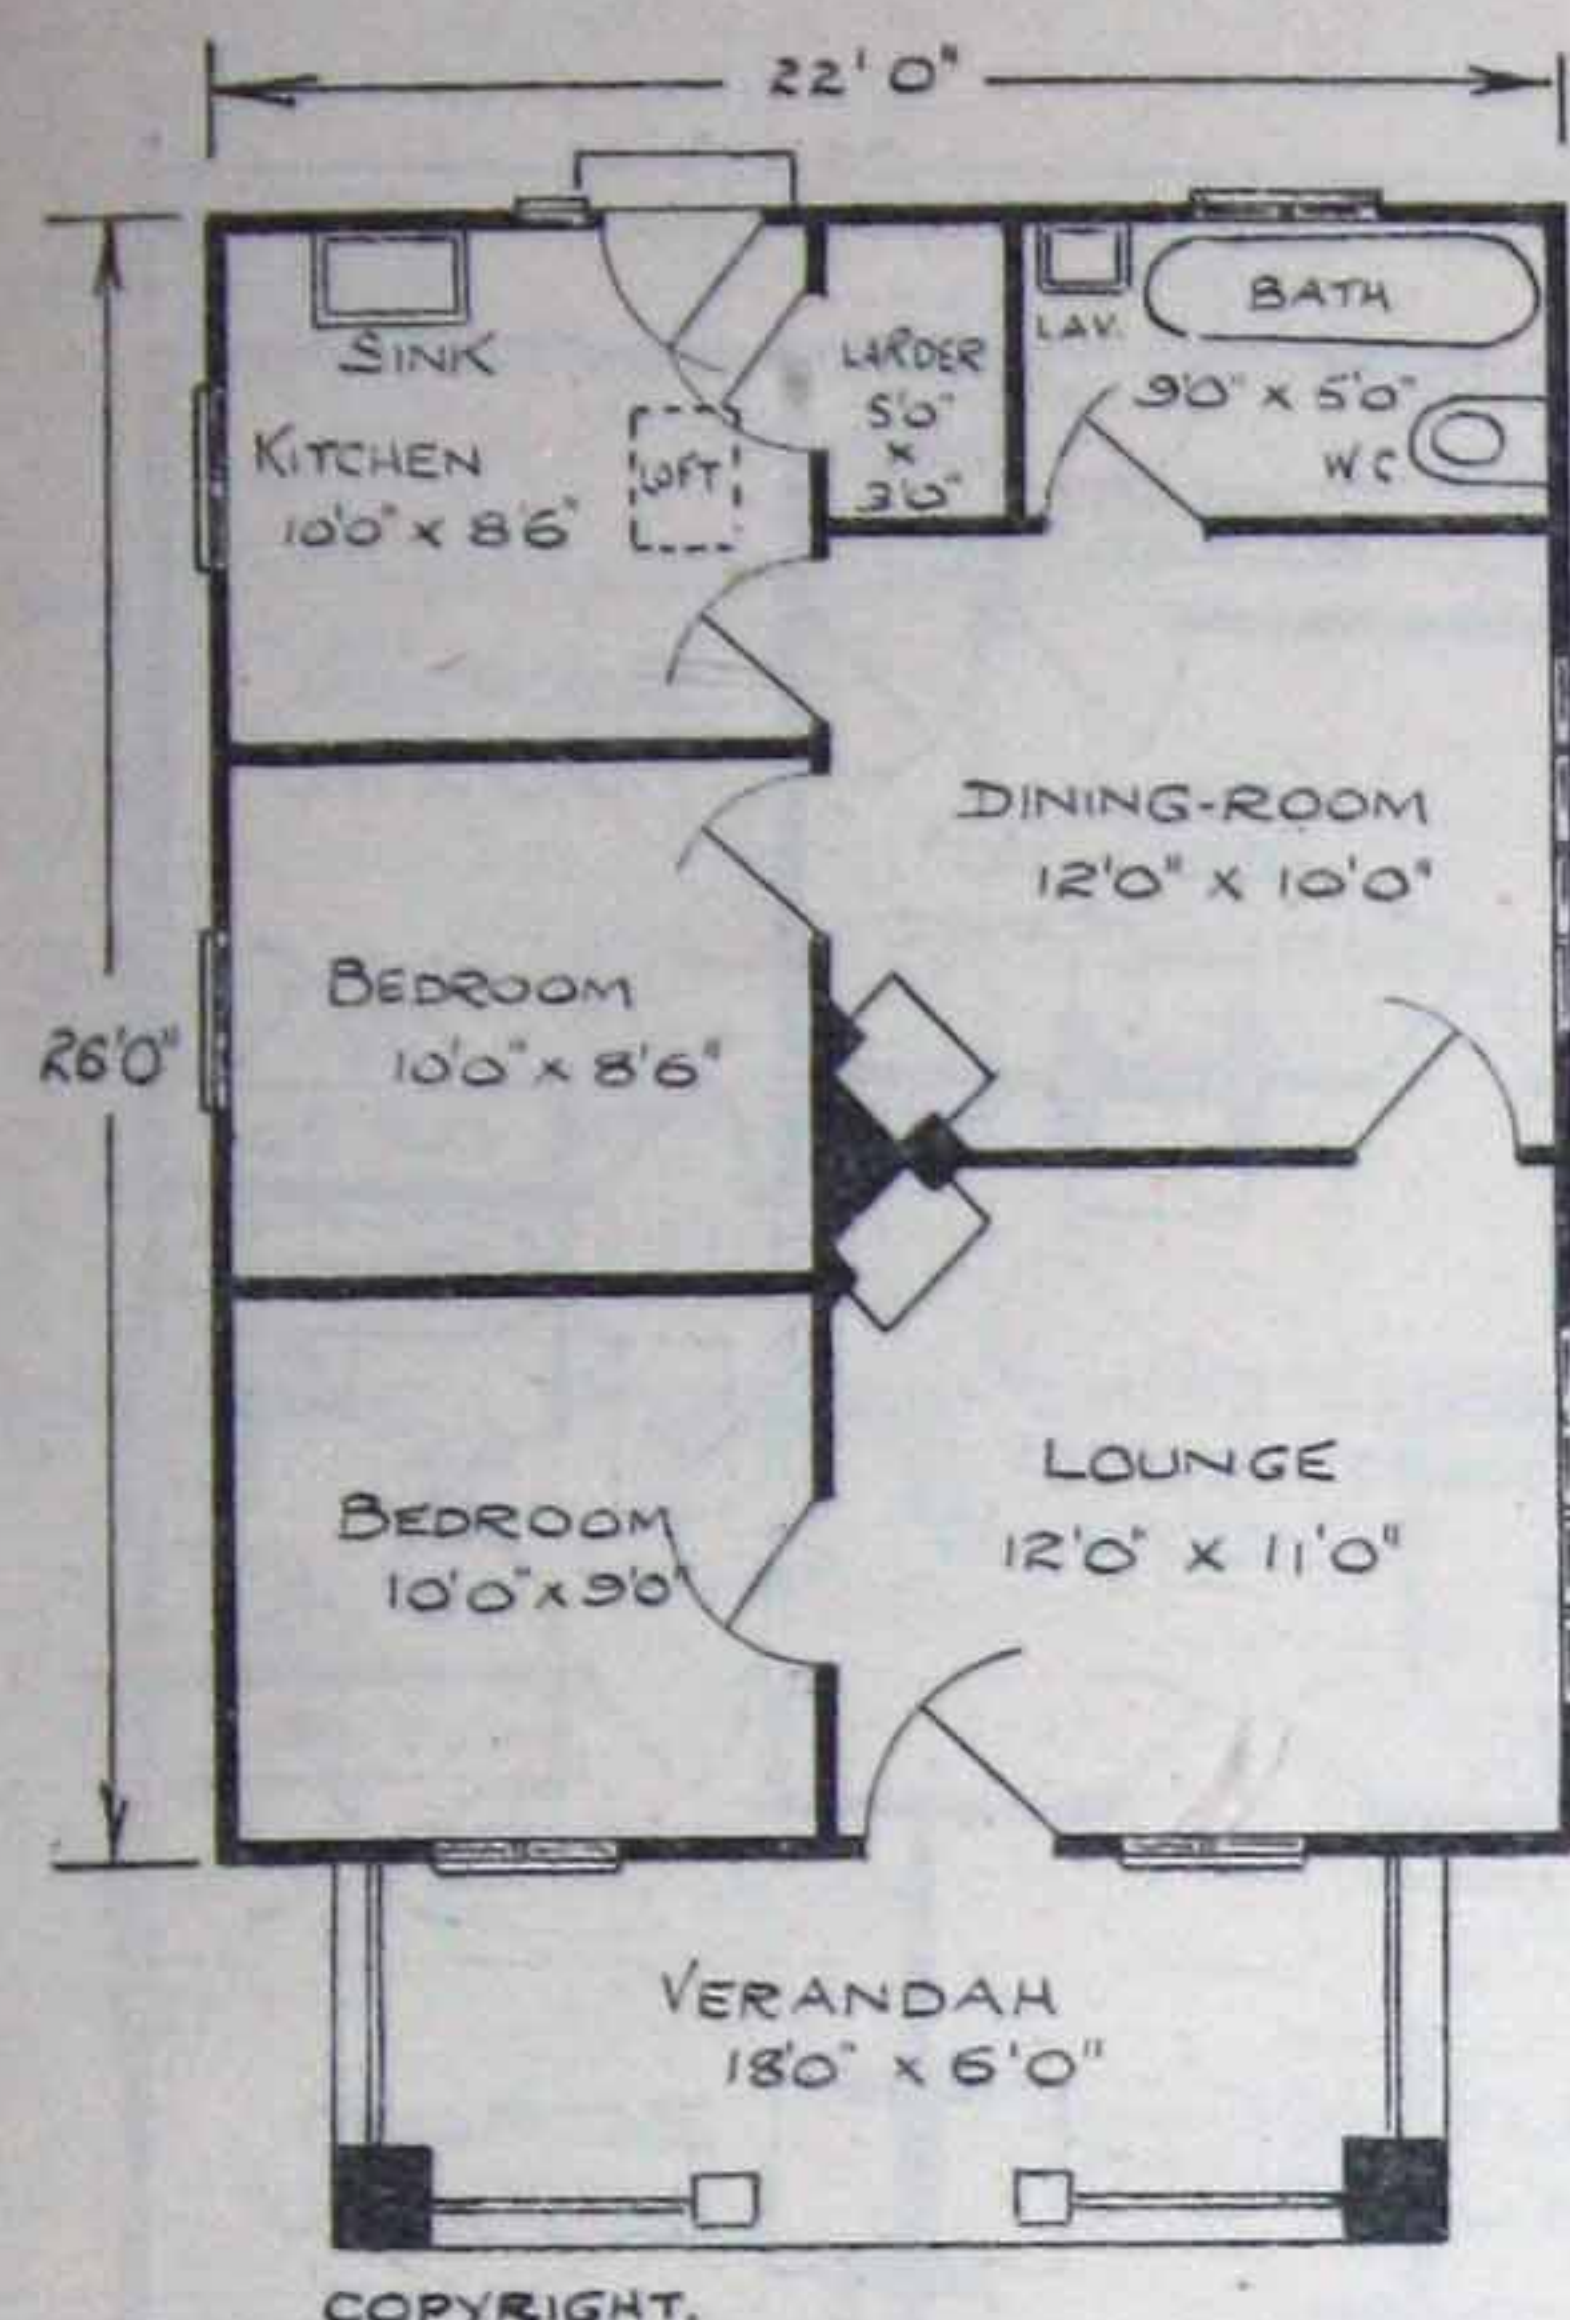 22' 0"
SINK
KITCHEN
10'0" x 8'6"
LOFT
LARDER
5'0"
x
3'0"
LAV.
BATH
9'0" x 5'0"
W C
DINING-ROOM
12'0" x 10'0"
26'0"
BEDROOM
10'0" x 8'6"
BEDROOM
10'0" x 9'0"
LOUNGE
12'0" x 11'0"
VERANDAH
18'0" x 6'0"
COPYRIGHT.